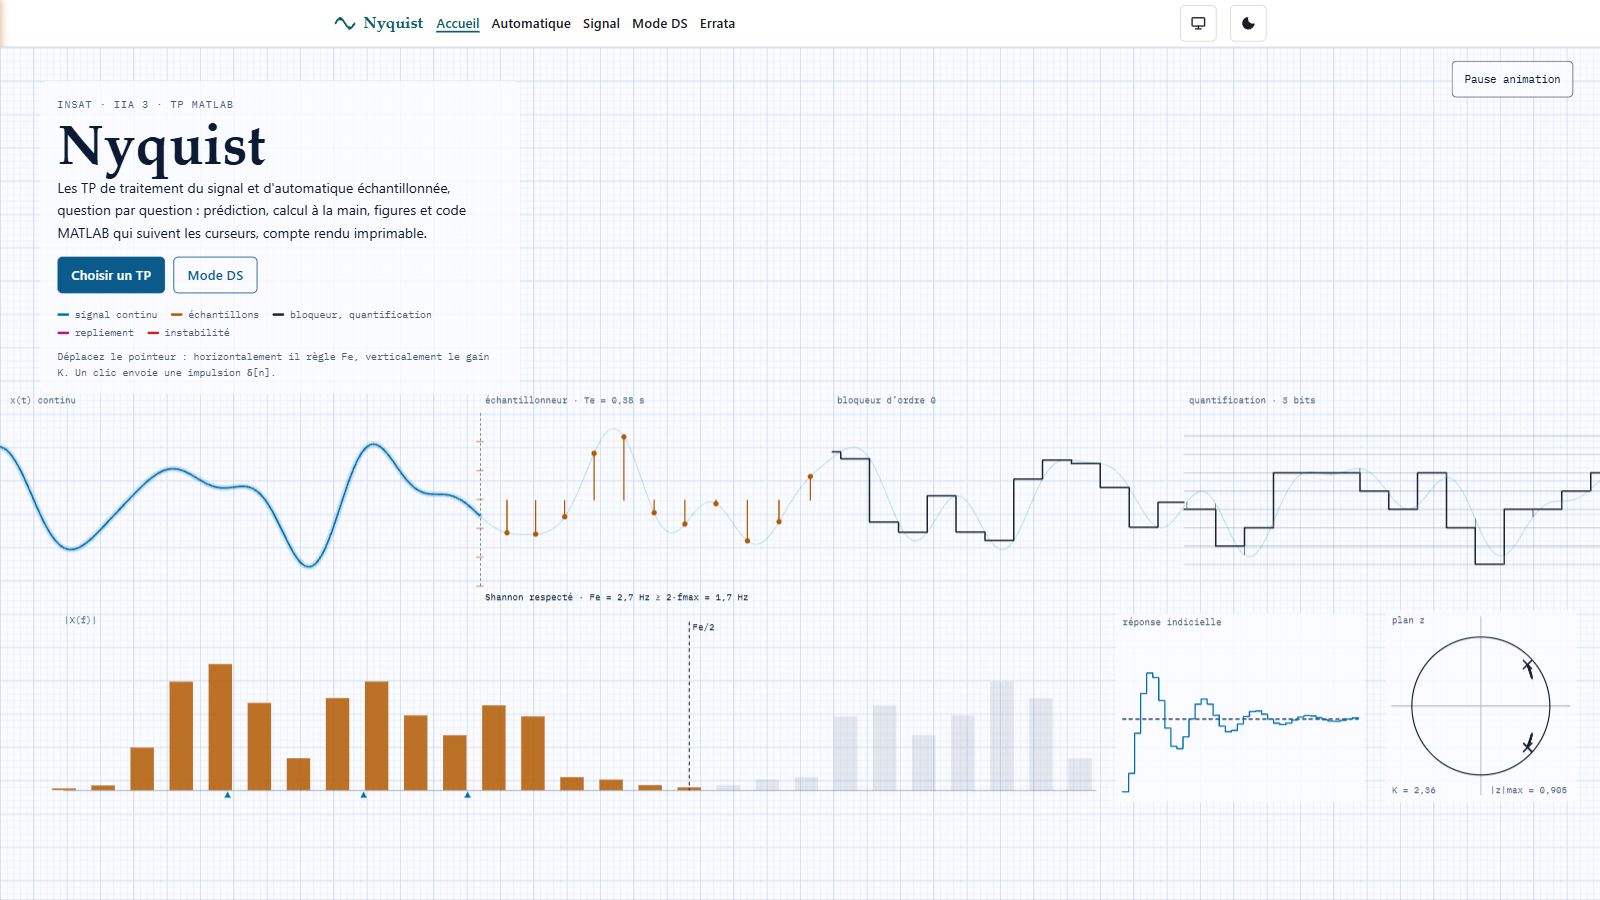 Nyquist Accueil Automatique Signal Mode DS Errata
Pause animation
INSAT · IIA 3 · TP MATLAB
Nyquist
Les TP de traitement du signal et d'automatique échantillonnée,
question par question : prédiction, calcul à la main, figures et code
MATLAB qui suivent les curseurs, compte rendu imprimable.
Choisir un TP Mode DS
signal continu échantillons bloqueur, quantification
repliement instabilité
Déplacez le pointeur : horizontalement il règle Fe, verticalement le gain
K. Un clic envoie une impulsion δ[n].
x(t) continu
échantillonneur · Te = 0,38 s
bloqueur d'ordre 0
quantification · 3 bits
Shannon respecté · Fe = 2,7 Hz ≥ 2·fmax = 1,7 Hz
|X(f)|
Fe/2
réponse indicielle
plan z
K = 2,36 |z|max = 0,905